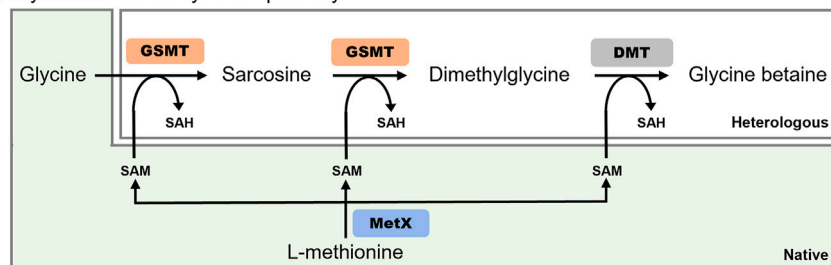 GSMT GSMT DMT
Glycine Sarcosine Dimethylglycine Glycine betaine
SAH SAH SAH Heterologous
SAM SAM SAM
MetX
L-methionine Native